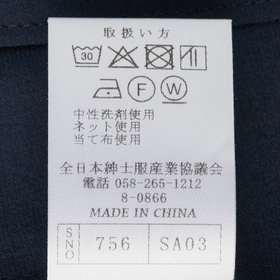 取扱い方
30
F W
中性洗剤使用
ネット使用
当て布使用
全日本紳士服産業協議会
電話 058-265-1212
8-0866
MADE IN CHINA
SNO 756 SA03